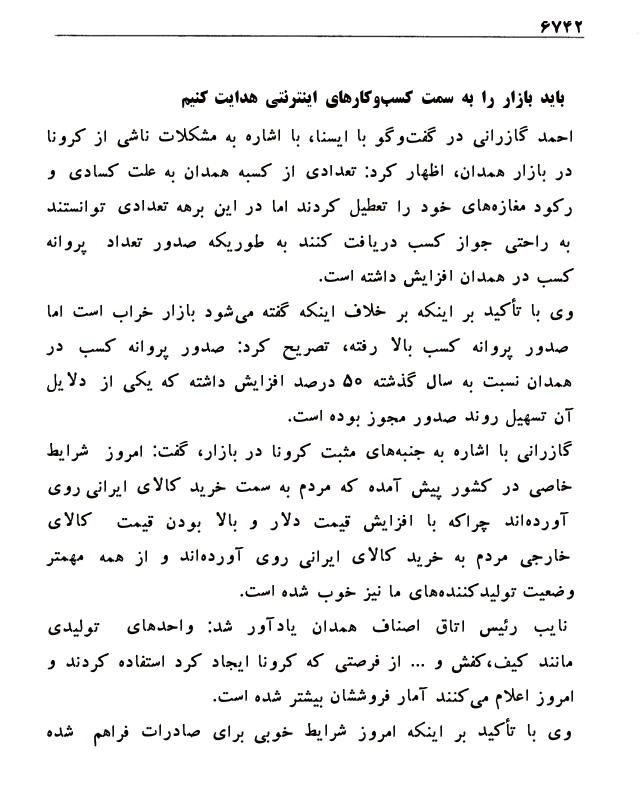 ۶۷۴۲
باید بازار را به سمت کسب‌وکارهای اینترنتی هدایت کنیم
احمد گازرانی در گفت‌وگو با ایسنا، با اشاره به مشکلات ناشی از کرونا
در بازار همدان، اظهار کرد: تعدادی از کسبه همدان به علت کسادی و
رکود مغازه‌های خود را تعطیل کردند اما در این برهه تعدادی توانستند
به راحتی جواز کسب دریافت کنند به طوریکه صدور تعداد پروانه
کسب در همدان افزایش داشته است.
وی با تأکید بر اینکه بر خلاف اینکه گفته می‌شود بازار خراب است اما
صدور پروانه کسب بالا رفته، تصریح کرد: صدور پروانه کسب در
همدان نسبت به سال گذشته ۵۰ درصد افزایش داشته که یکی از دلایل
آن تسهیل روند صدور مجوز بوده است.
گازرانی با اشاره به جنبه‌های مثبت کرونا در بازار، گفت: امروز شرایط
خاصی در کشور پیش آمده که مردم به سمت خرید کالای ایرانی روی
آورده‌اند چراکه با افزایش قیمت دلار و بالا بودن قیمت کالای
خارجی مردم به خرید کالای ایرانی روی آورده‌اند و از همه مهمتر
وضعیت تولیدکننده‌های ما نیز خوب شده است.
نایب رئیس اتاق اصناف همدان یادآور شد: واحدهای تولیدی
مانند کیف،کفش و ... از فرصتی که کرونا ایجاد کرد استفاده کردند و
امروز اعلام می‌کنند آمار فروششان بیشتر شده است.
وی با تأکید بر اینکه امروز شرایط خوبی برای صادرات فراهم شده